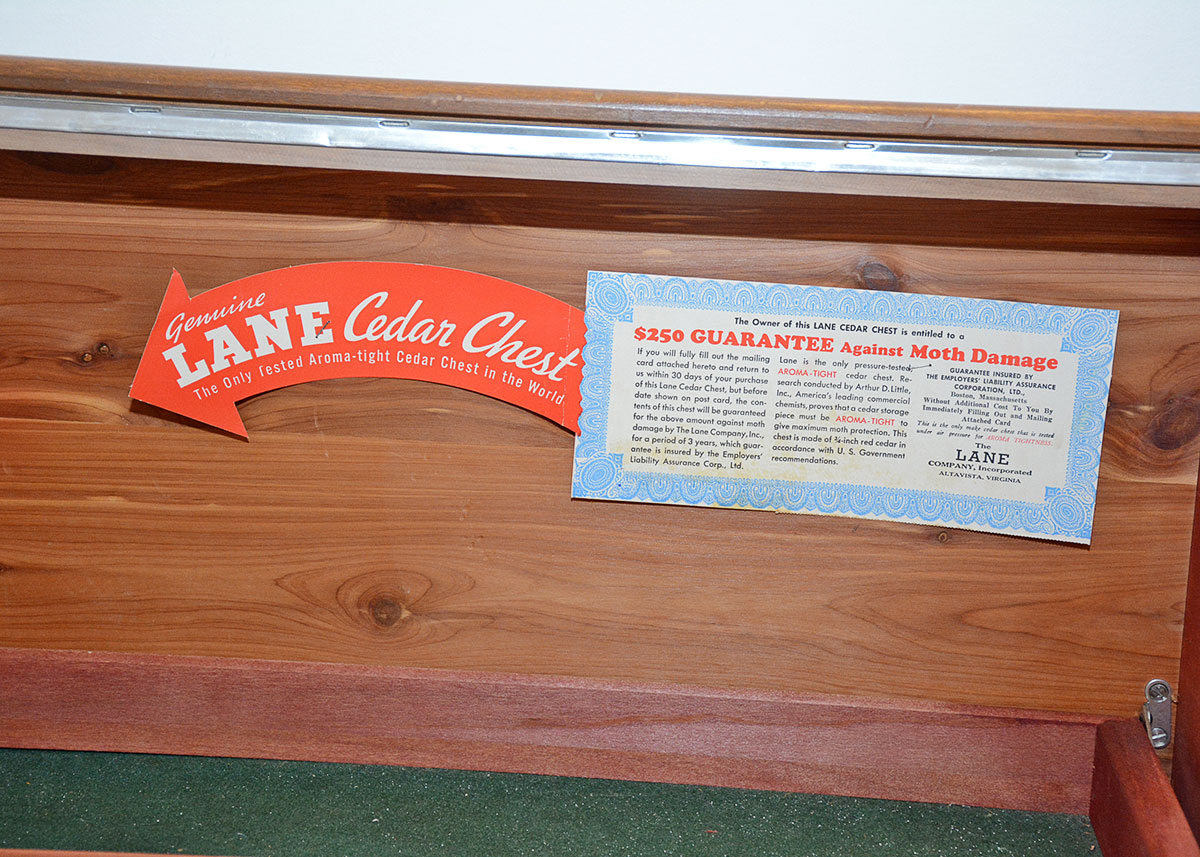 Genuine
LANE Cedar Chest
The Only Tested Aroma-tight Cedar Chest in the World
The Owner of this LANE CEDAR CHEST is entitled to a
$250 GUARANTEE Against Moth Damage
If you will fully fill out the mailing
card attached hereto and return to
us within 30 days of your purchase
of this Lane Cedar Chest, but before
date shown on post card, the con-
tents of this chest will be guaranteed
for the above amount against moth
damage by The Lane Company, Inc.,
for a period of 3 years, which guar-
antee is insured by the Employers'
Liability Assurance Corp., Ltd.
Lane is the only pressure-tested,
AROMA-TIGHT cedar chest. Re-
search conducted by Arthur D. Little,
Inc., America's leading commercial
chemists, proves that a cedar storage
piece must be AROMA-TIGHT to
give maximum moth protection. This
chest is made of ¾-inch red cedar in
accordance with U. S. Government
recommendations.
GUARANTEE INSURED BY
THE EMPLOYERS' LIABILITY ASSURANCE
CORPORATION, LTD.,
Boston, Massachusetts
Without Additional Cost To You By
Immediately Filling Out and Mailing
Attached Card
This is the only make cedar chest that is tested
under air pressure for AROMA TIGHTNESS.
The
LANE
COMPANY, Incorporated
ALTAVISTA, VIRGINIA